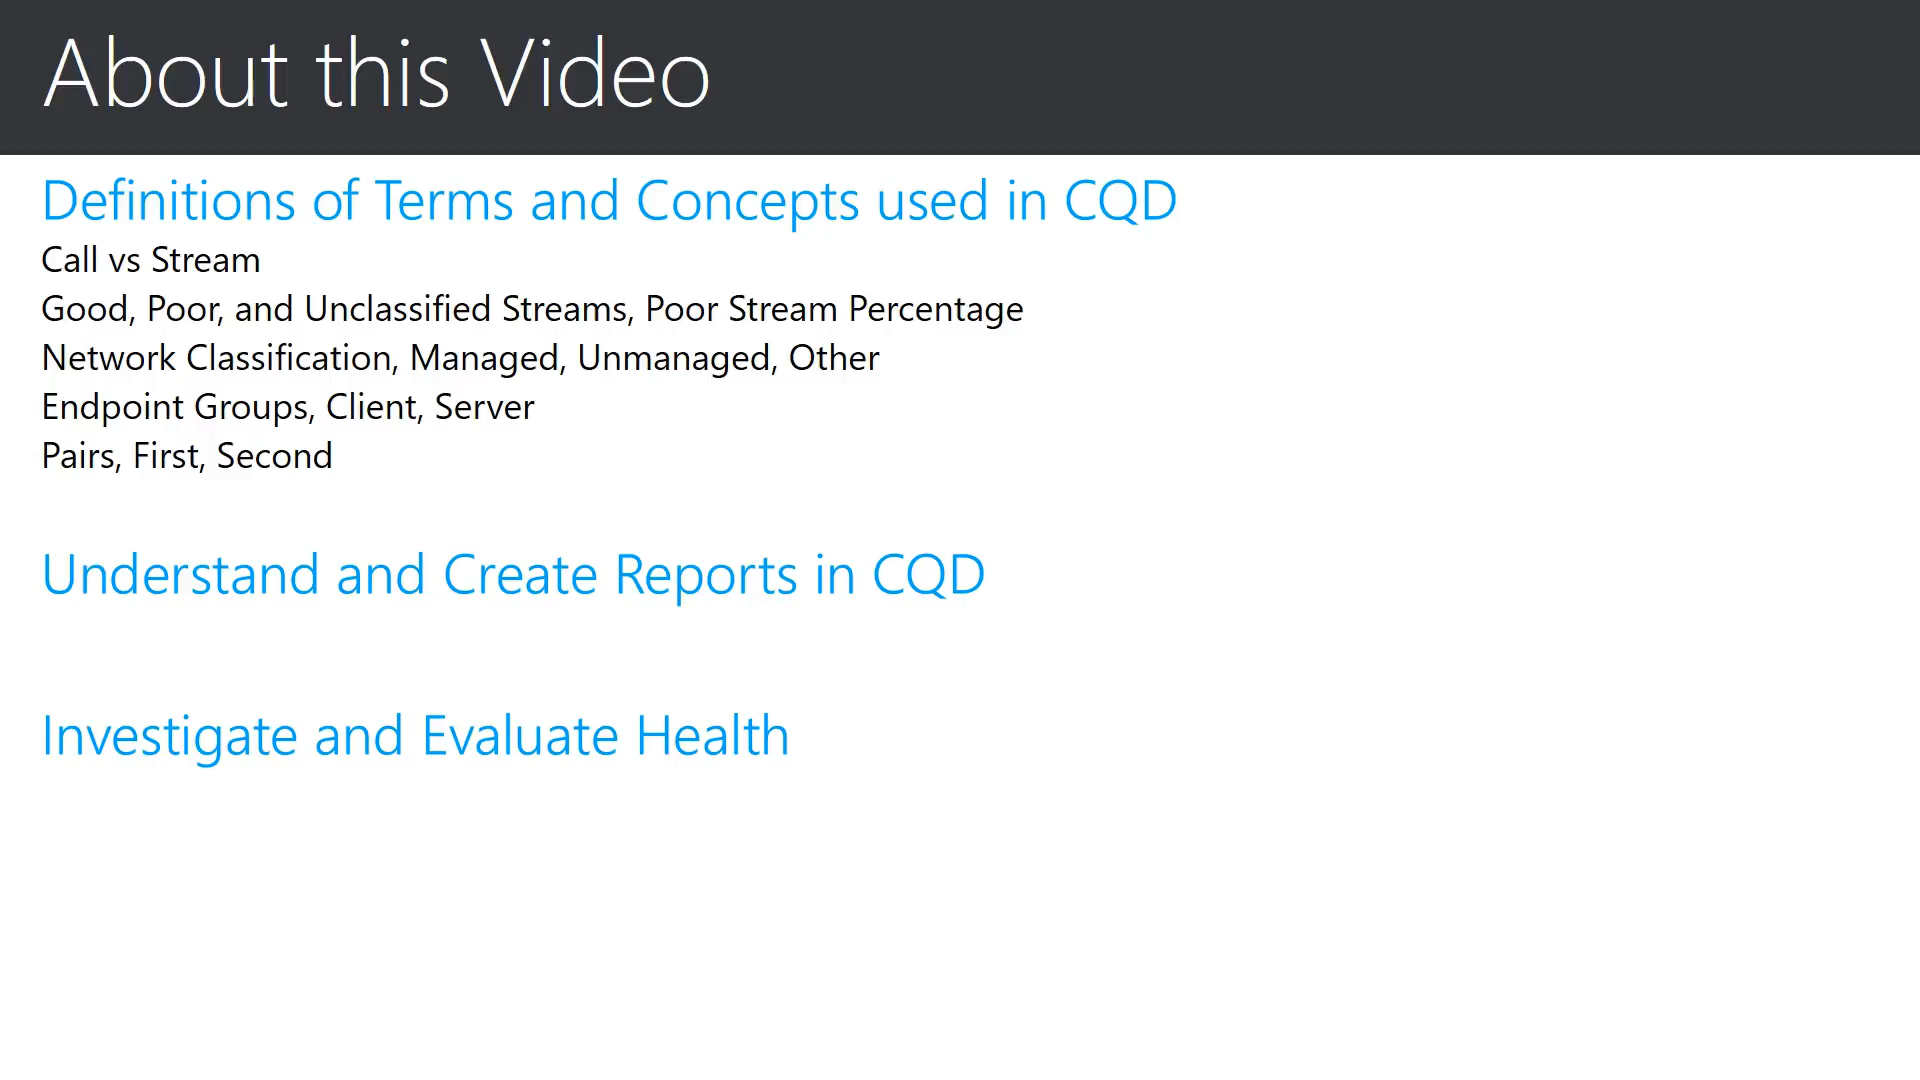 About this Video
Definitions of Terms and Concepts used in CQD
Call vs Stream
Good, Poor, and Unclassified Streams, Poor Stream Percentage
Network Classification, Managed, Unmanaged, Other
Endpoint Groups, Client, Server
Pairs, First, Second
Understand and Create Reports in CQD
Investigate and Evaluate Health